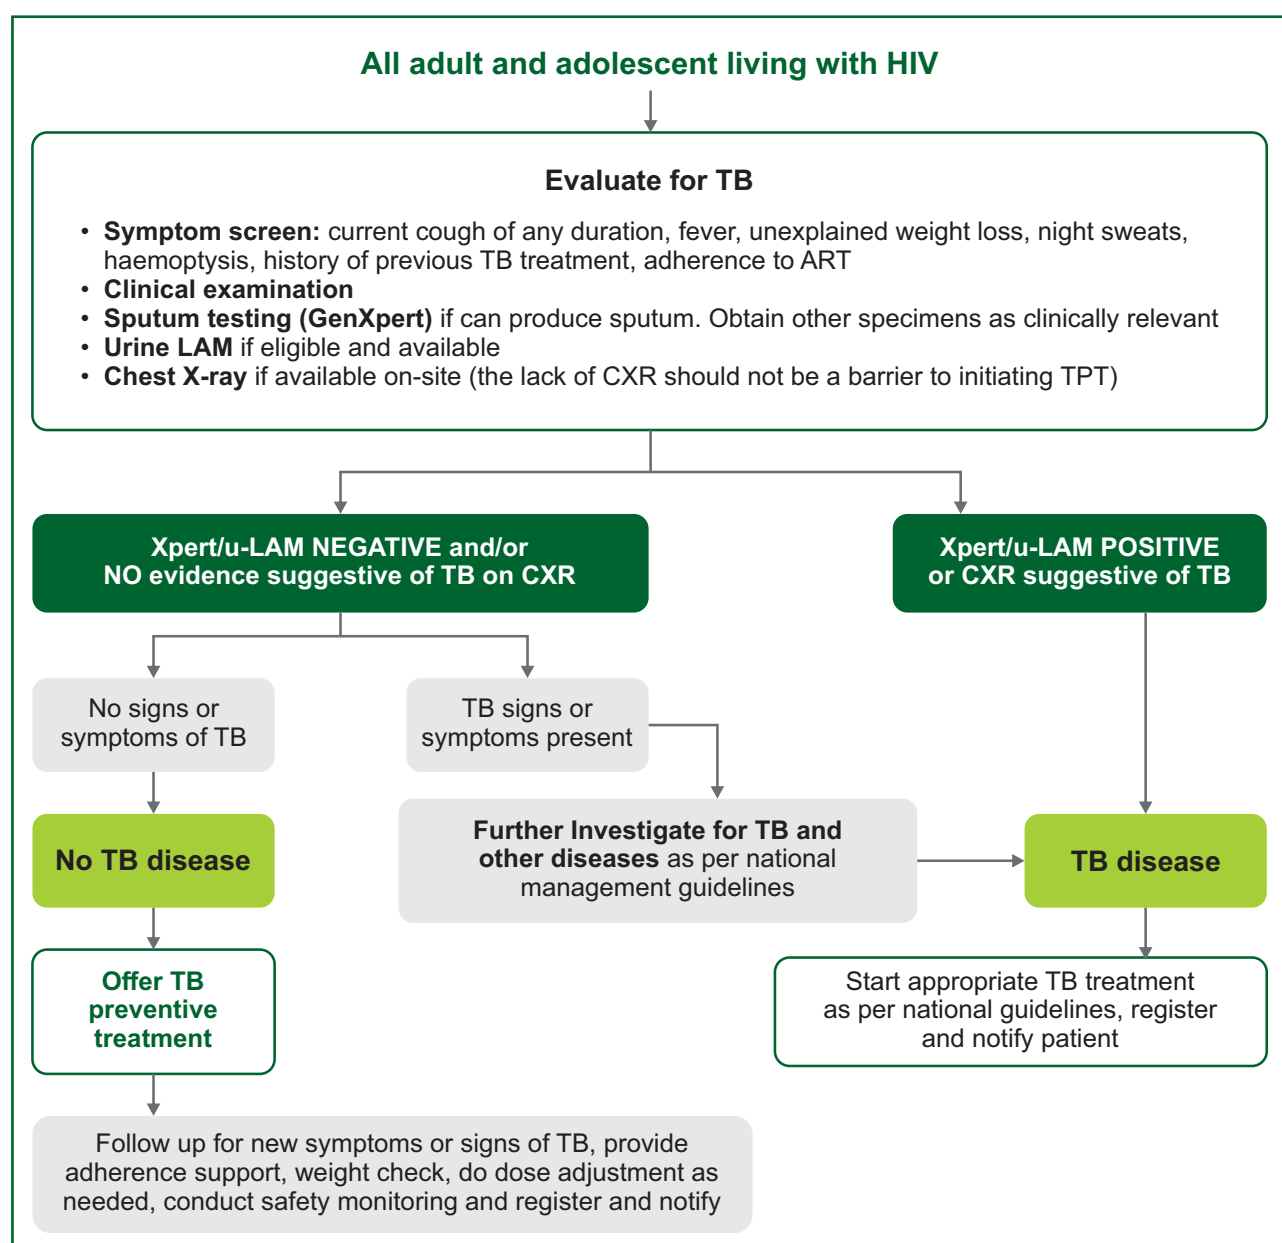 All adult and adolescent living with HIV
Evaluate for TB
• Symptom screen: current cough of any duration, fever, unexplained weight loss, night sweats,
haemoptysis, history of previous TB treatment, adherence to ART
• Clinical examination
• Sputum testing (GenXpert) if can produce sputum. Obtain other specimens as clinically relevant
• Urine LAM if eligible and available
• Chest X-ray if available on-site (the lack of CXR should not be a barrier to initiating TPT)
Xpert/u-LAM NEGATIVE and/or
NO evidence suggestive of TB on CXR
Xpert/u-LAM POSITIVE
or CXR suggestive of TB
No signs or
symptoms of TB
TB signs or
symptoms present
No TB disease
Further Investigate for TB and
other diseases as per national
management guidelines
TB disease
Offer TB
preventive
treatment
Start appropriate TB treatment
as per national guidelines, register
and notify patient
Follow up for new symptoms or signs of TB, provide
adherence support, weight check, do dose adjustment as
needed, conduct safety monitoring and register and notify